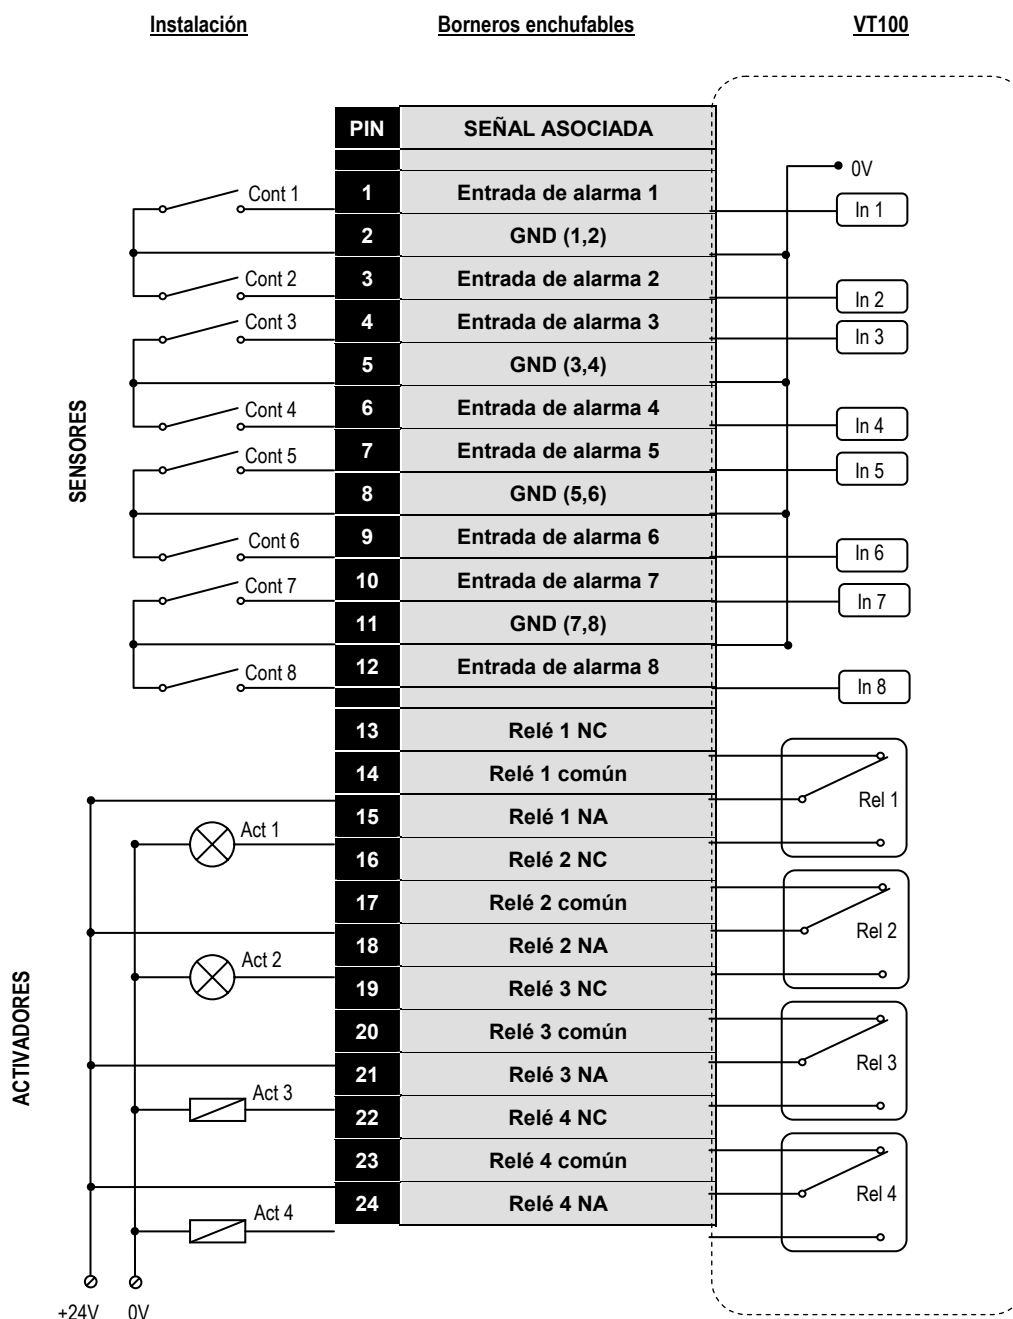 Instalación
Borneros enchufables
VT100
PIN SEÑAL ASOCIADA
0V
Cont 1
1 Entrada de alarma 1
In 1
2 GND (1,2)
Cont 2
3 Entrada de alarma 2
In 2
Cont 3
4 Entrada de alarma 3
In 3
5 GND (3,4)
Cont 4
6 Entrada de alarma 4
In 4
Cont 5
7 Entrada de alarma 5
In 5
8 GND (5,6)
Cont 6
9 Entrada de alarma 6
In 6
Cont 7
10 Entrada de alarma 7
In 7
11 GND (7,8)
Cont 8
12 Entrada de alarma 8
In 8
SENSORES
13 Relé 1 NC
14 Relé 1 común
Rel 1
15 Relé 1 NA
Act 1
16 Relé 2 NC
17 Relé 2 común
Rel 2
18 Relé 2 NA
Act 2
19 Relé 3 NC
20 Relé 3 común
Rel 3
21 Relé 3 NA
Act 3
22 Relé 4 NC
23 Relé 4 común
Rel 4
24 Relé 4 NA
Act 4
ACTIVADORES
+24V 0V